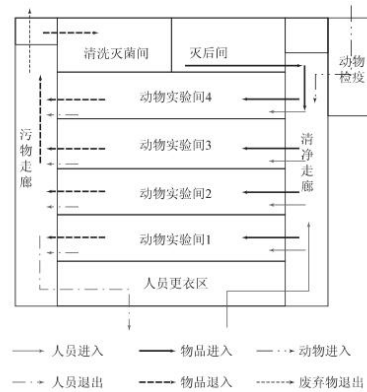 清洗灭菌间 灭后间
动物
检疫
动物实验间4
污物走廊
动物实验间3
清净走廊
动物实验间2
动物实验间1
人员更衣区
人员进入 物品进入 动物进入
人员退出 物品退入 废弃物退出